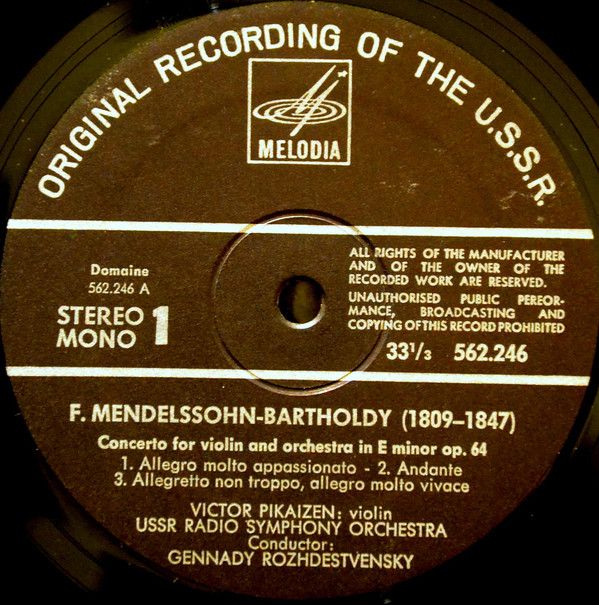 ORIGINAL RECORDING OF THE U.S.S.R.
MELODIA
Domaine
562.246 A
STEREO 1
MONO
ALL RIGHTS OF THE MANUFACTURER
AND OF THE OWNER OF THE
RECORDED WORK ARE RESERVED.
UNAUTHORISED PUBLIC PEREOR-
MANCE, BROADCASTING AND
COPYING OF THIS RECORD PROHIBITED
33 1/3 562.246
F. MENDELSSOHN-BARTHOLDY (1809-1847)
Concerto for violin and orchestra in E minor op. 64
1. Allegro molto appassionato - 2. Andante
3. Allegretto non troppo, allegro molto vivace
VICTOR PIKAIZEN: violin
USSR RADIO SYMPHONY ORCHESTRA
Conductor:
GENNADY ROZHDESTVENSKY